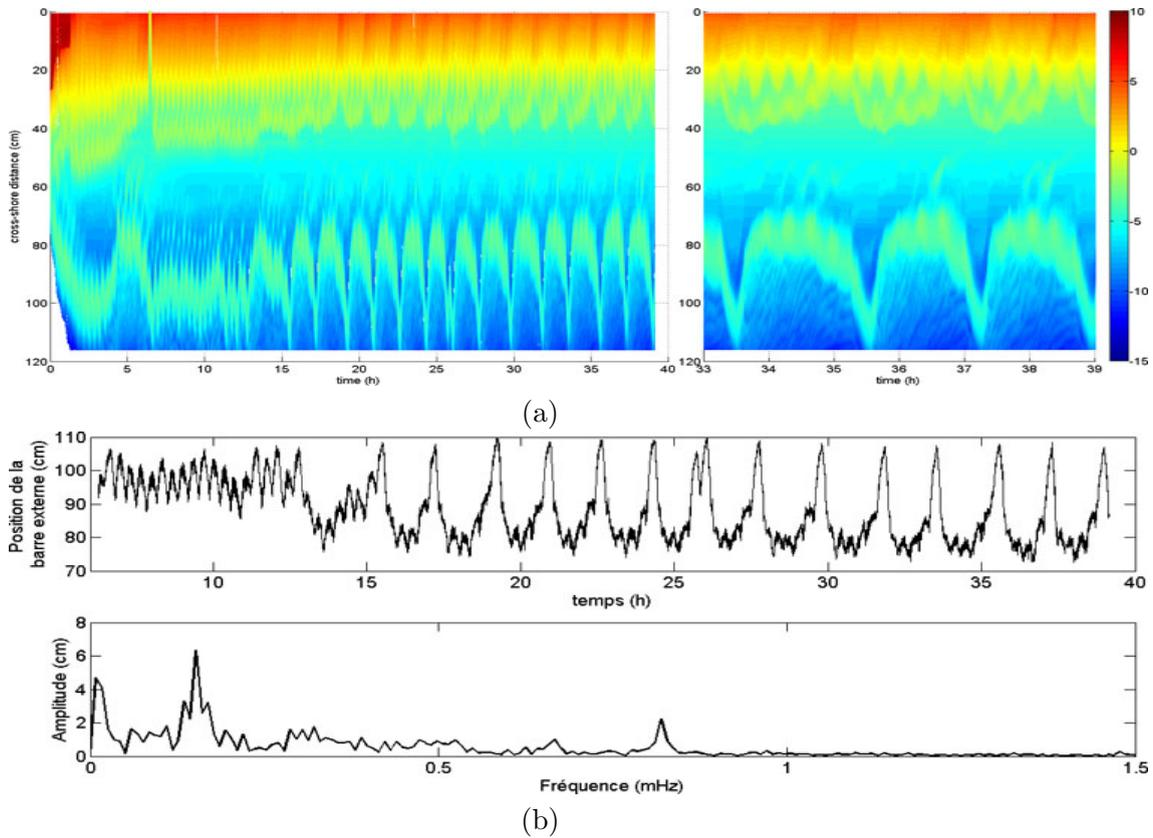 0
20
40
60
80
100
120
cross-shore distance (cm)
0 5 10 15 20 25 30 35 40
time (h)
0
20
40
60
80
100
120
33 34 35 36 37 38 39
time (h)
10
5
0
-5
-10
-15
(a)
110
100
90
80
70
Position de la
barre externe (cm)
10 15 20 25 30 35 40
temps (h)
8
6
4
2
0
Amplitude (cm)
0 0.5 1 1.5
Fréquence (mHz)
(b)